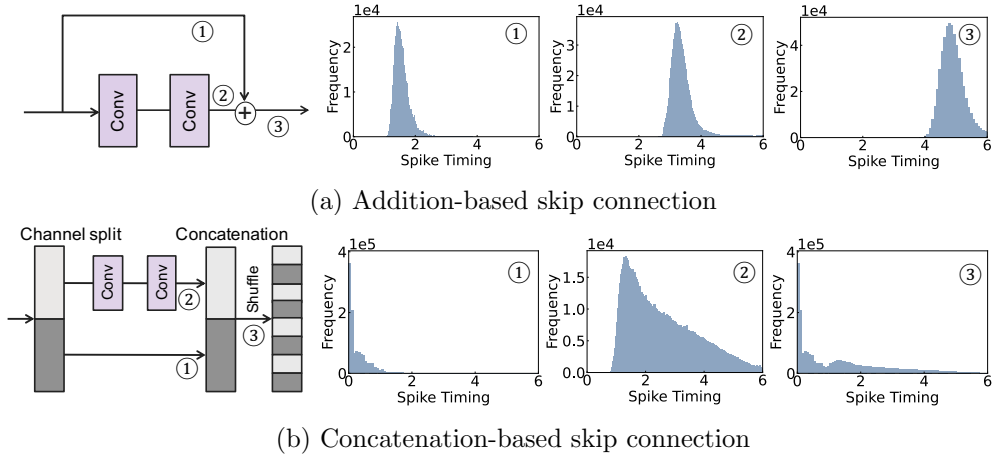 ①
Conv
Conv
②
③
1e4
①
Frequency
2
1
0
0 2 4 6
Spike Timing
1e4
②
Frequency
3
2
1
0
0 2 4 6
Spike Timing
1e4
③
Frequency
4
2
0
0 2 4 6
Spike Timing
(a) Addition-based skip connection
Channel split
Concatenation
Conv
Conv
②
Shuffle
③
①
1e5
①
Frequency
4
2
0
0 2 4 6
Spike Timing
1e4
②
Frequency
1.5
1.0
0.5
0.0
0 2 4 6
Spike Timing
1e5
③
Frequency
4
2
0
0 2 4 6
Spike Timing
(b) Concatenation-based skip connection